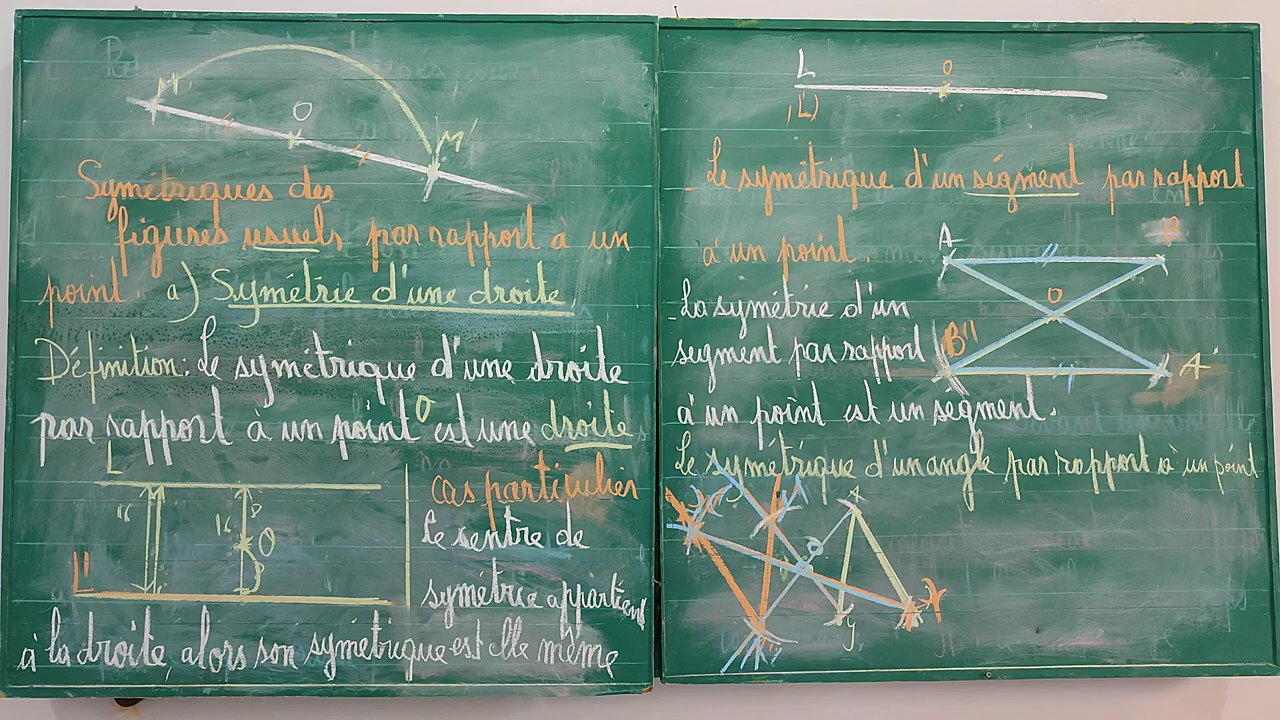 M
O
M'
Symétriques des
figures usuels par rapport à un
point. a) Symétrie d'une droite.
Définition: Le symétrique d'une droite
par rapport à un point O est une droite
L
O
L'
cas particulier
le sentre de
symétrie appartient
à la droite, alors son symétrique est elle même
L
O
(L)
- Le symétrique d'un ségment par rapport
à un point.
A
B
O
B'
A'
- La symétrie d'un
segment par rapport
à un point est un segment.
Le symétrique d'un angle par rapport à un point
O
y